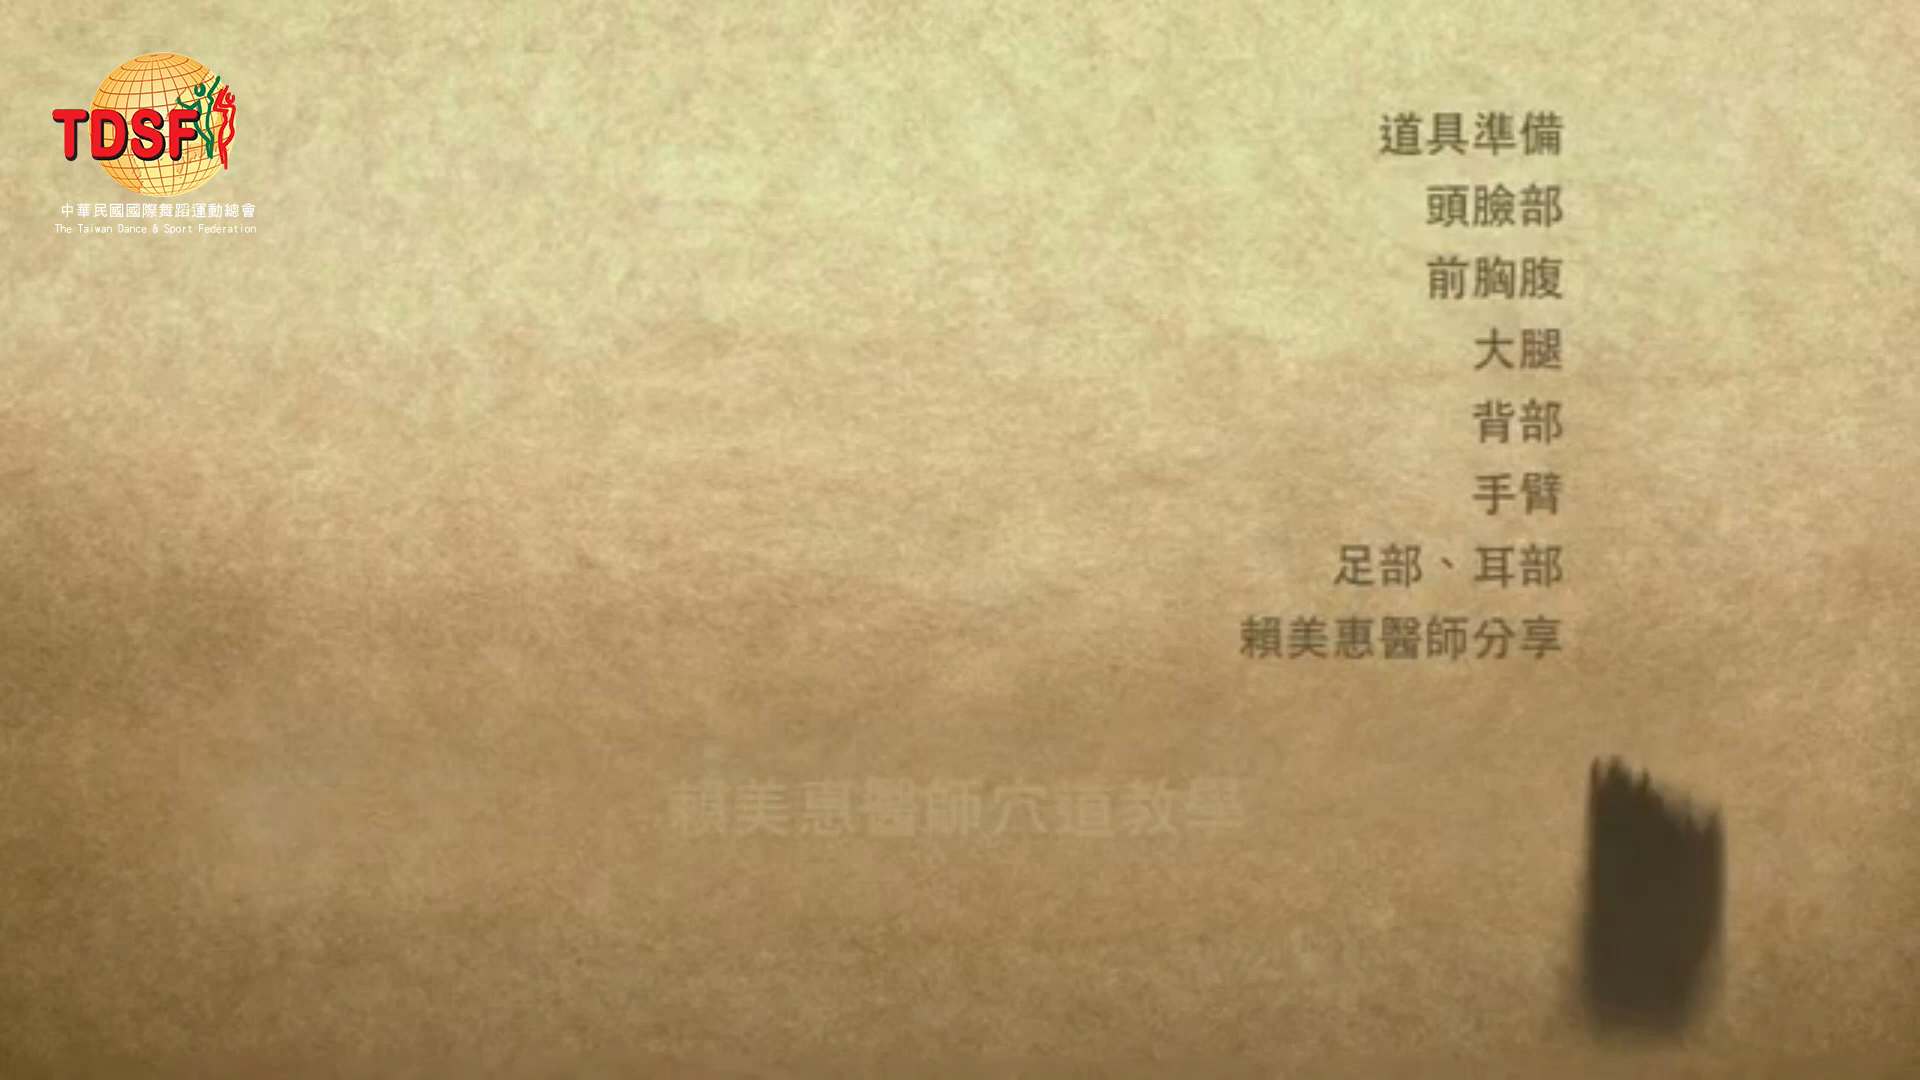 TDSF
中華民國國際舞蹈運動總會
The Taiwan Dance & Sport Federation
道具準備
頭臉部
前胸腹
大腿
背部
手臂
足部、耳部
賴美惠醫師分享
賴美惠醫師穴道教學